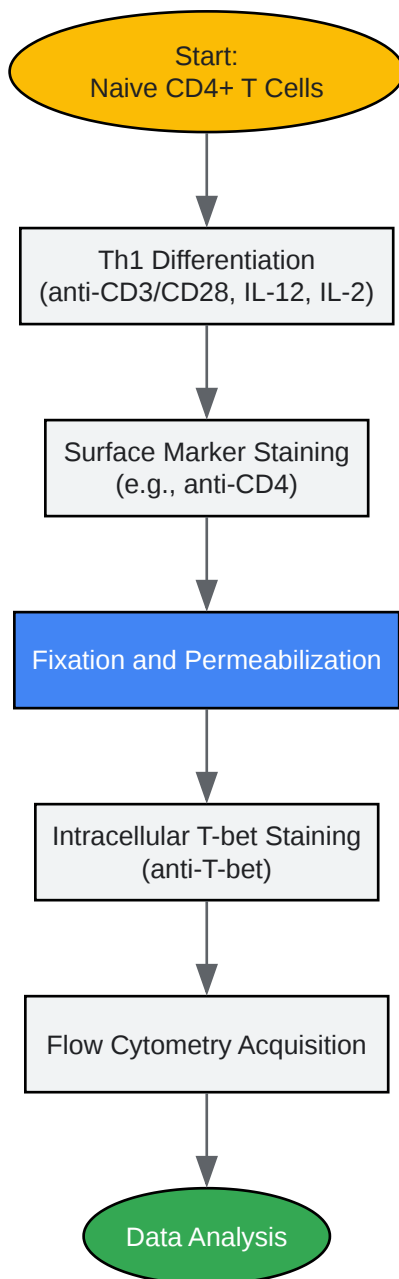 Start:
Naive CD4+ T Cells
Th1 Differentiation
(anti-CD3/CD28, IL-12, IL-2)
Surface Marker Staining
(e.g., anti-CD4)
Fixation and Permeabilization
Intracellular T-bet Staining
(anti-T-bet)
Flow Cytometry Acquisition
Data Analysis